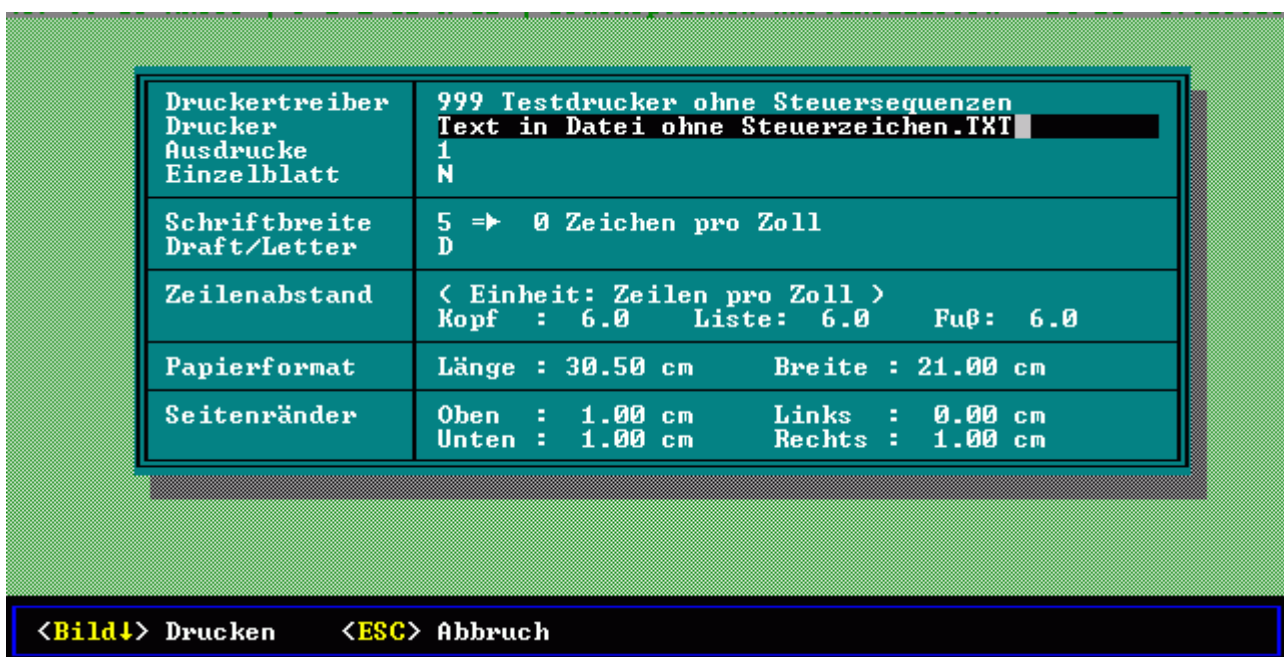 Druckertreiber 999 Testdrucker ohne Steuersequenzen
Drucker Text in Datei ohne Steuerzeichen.TXT
Ausdrucke 1
Einzelblatt N
Schriftbreite 5 => 0 Zeichen pro Zoll
Draft/Letter D
Zeilenabstand ( Einheit: Zeilen pro Zoll )
Kopf : 6.0 Liste: 6.0 Fuß: 6.0
Papierformat Länge : 30.50 cm Breite : 21.00 cm
Seitenränder Oben : 1.00 cm Links : 0.00 cm
Unten : 1.00 cm Rechts : 1.00 cm
<Bild↓> Drucken <ESC> Abbruch